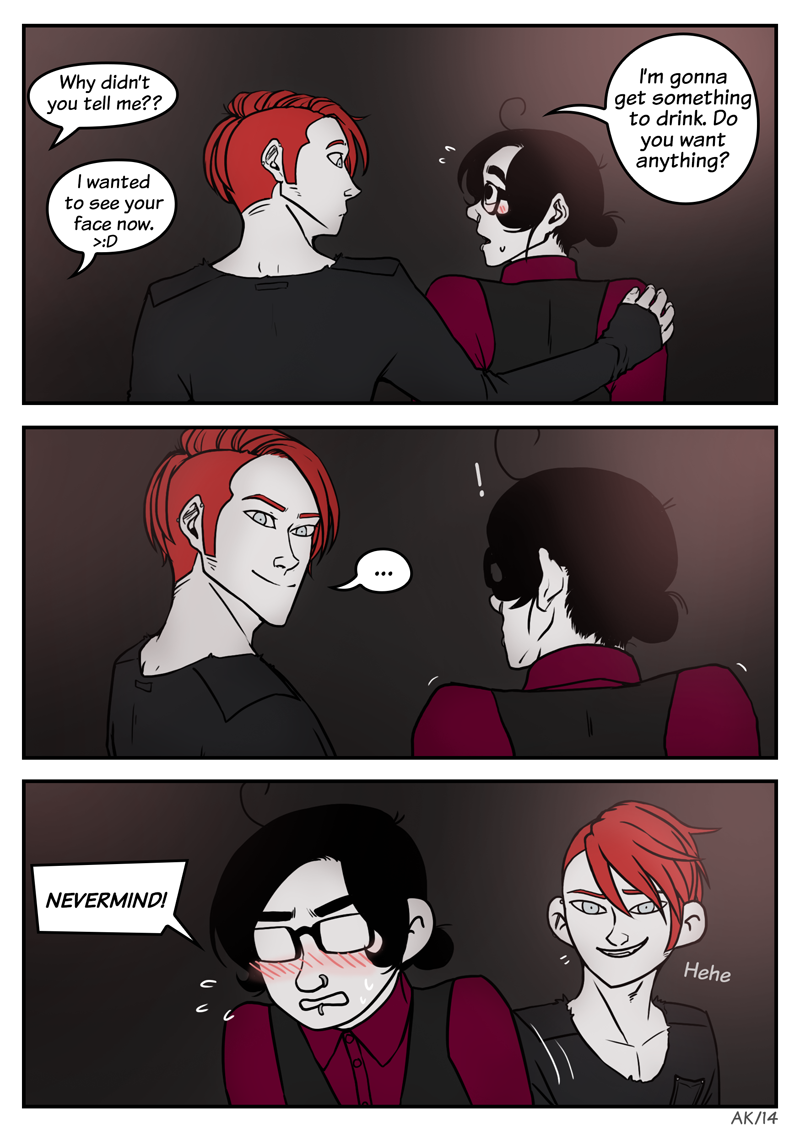 Why didn't
you tell me??
I wanted
to see your
face now.
>:D
I'm gonna
get something
to drink. Do
you want
anything?
!
...
NEVERMIND!
Hehe
AK/14